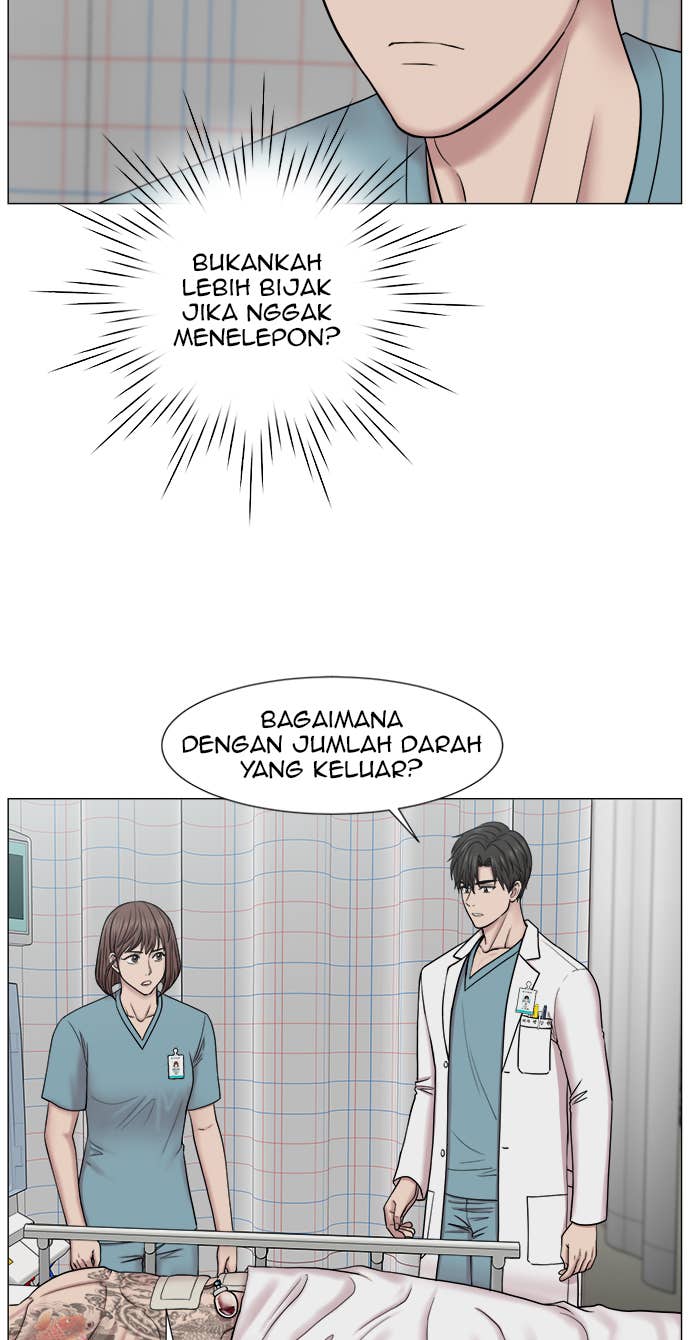 BUKANKAH
LEBIH BIJAK
JIKA NGGAK
MENELEPON?
BAGAIMANA
DENGAN JUMLAH DARAH
YANG KELUAR?